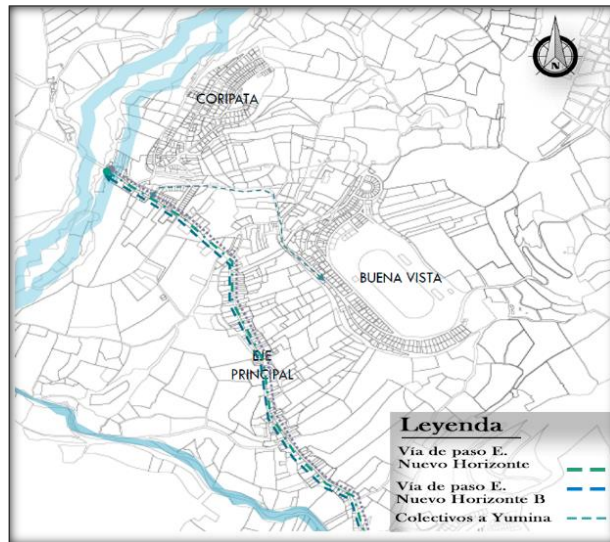 N
CORIPATA
BUENA VISTA
EJE
PRINCIPAL
Leyenda
Vía de paso E.
Nuevo Horizonte
Vía de paso E.
Nuevo Horizonte B
Colectivos a Yumina